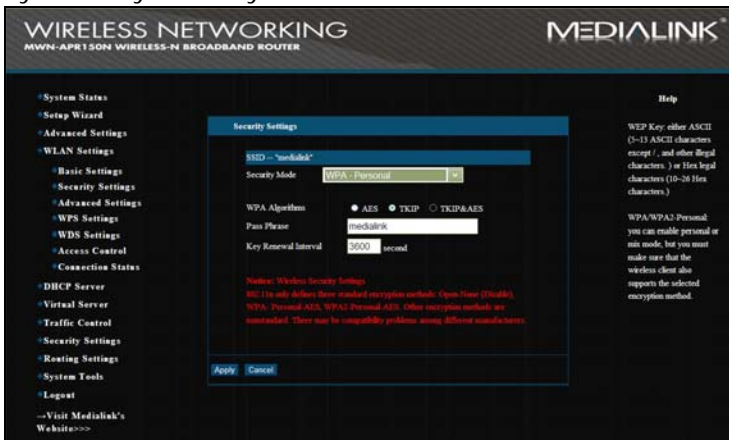 WIRELESS NETWORKING
MWN-APR150N WIRELESS-N BROADBAND ROUTER
MEDIALINK®
System Status
Setup Wizard
Advanced Settings
WLAN Settings
Basic Settings
Security Settings
Advanced Settings
WPS Settings
WDS Settings
Access Control
Connection Status
DHCP Server
Virtual Server
Traffic Control
Security Settings
Routing Settings
System Tools
Logout
→Visit Medialink's
Website>>>
Security Settings
SSID -- "medialink"
Security Mode WPA - Personal
WPA Algorithms AES TKIP TKIP&AES
Pass Phrase medialink
Key Renewal Interval 3600 second
Notice: Wireless Security Settings
802.11n only defines three standard encryption methods: Open-None (Disable),
WPA- Personal-AES, WPA2-Personal-AES. Other encryption methods are
nonstandard. There may be compatibility problems among different manufacturers.
Apply Cancel
Help
WEP Key: either ASCII
(5~13 ASCII characters
except / , and other illegal
characters. ) or Hex legal
characters (10~26 Hex
characters.)
WPA/WPA2-Personal:
you can enable personal or
mix mode, but you must
make sure that the
wireless client also
supports the selected
encryption method.